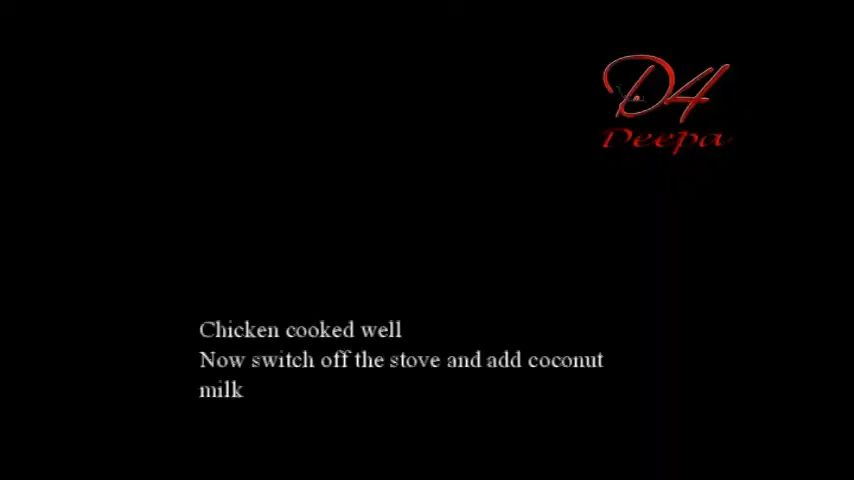 D4
Deepa
Chicken cooked well
Now switch off the stove and add coconut
milk